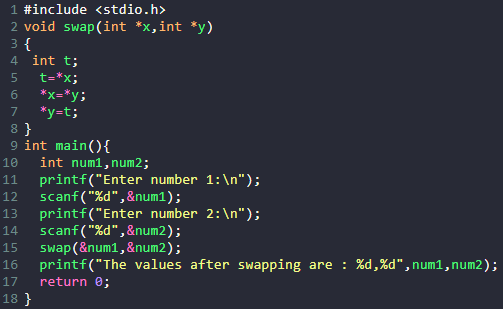 1 #include <stdio.h>
2 void swap(int *x,int *y)
3 {
4  int t;
5   t=*x;
6   *x=*y;
7   *y=t;
8 }
9 int main(){
10   int num1,num2;
11   printf("Enter number 1:\n");
12   scanf("%d",&num1);
13   printf("Enter number 2:\n");
14   scanf("%d",&num2);
15   swap(&num1,&num2);
16   printf("The values after swapping are : %d,%d",num1,num2);
17   return 0;
18 }